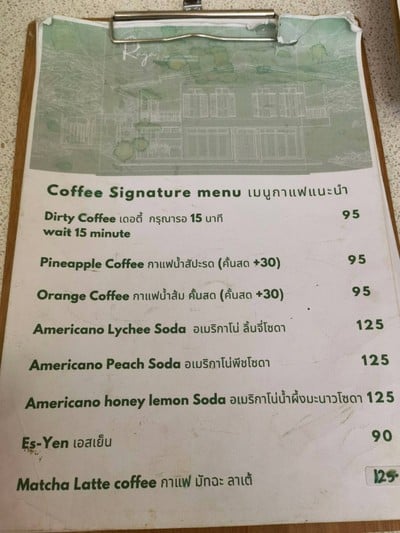 Raya
Coffee Signature menu เมนูกาแฟแนะนำ
Dirty Coffee เดอตี้ กรุณารอ 15 นาที 95
wait 15 minute
Pineapple Coffee กาแฟน้ำสัปะรด (คั้นสด +30) 95
Orange Coffee กาแฟน้ำส้ม คั้นสด (คั้นสด +30) 95
Americano Lychee Soda อเมริกาโน่ ลิ้นจี่โซดา 125
Americano Peach Soda อเมริกาโน่พีชโซดา 125
Americano honey lemon Soda อเมริกาโน่น้ำผึ้งมะนาวโซดา 125
Es-Yen เอสเย็น 90
Matcha Latte coffee กาแฟ มัทฉะ ลาเต้ 125-